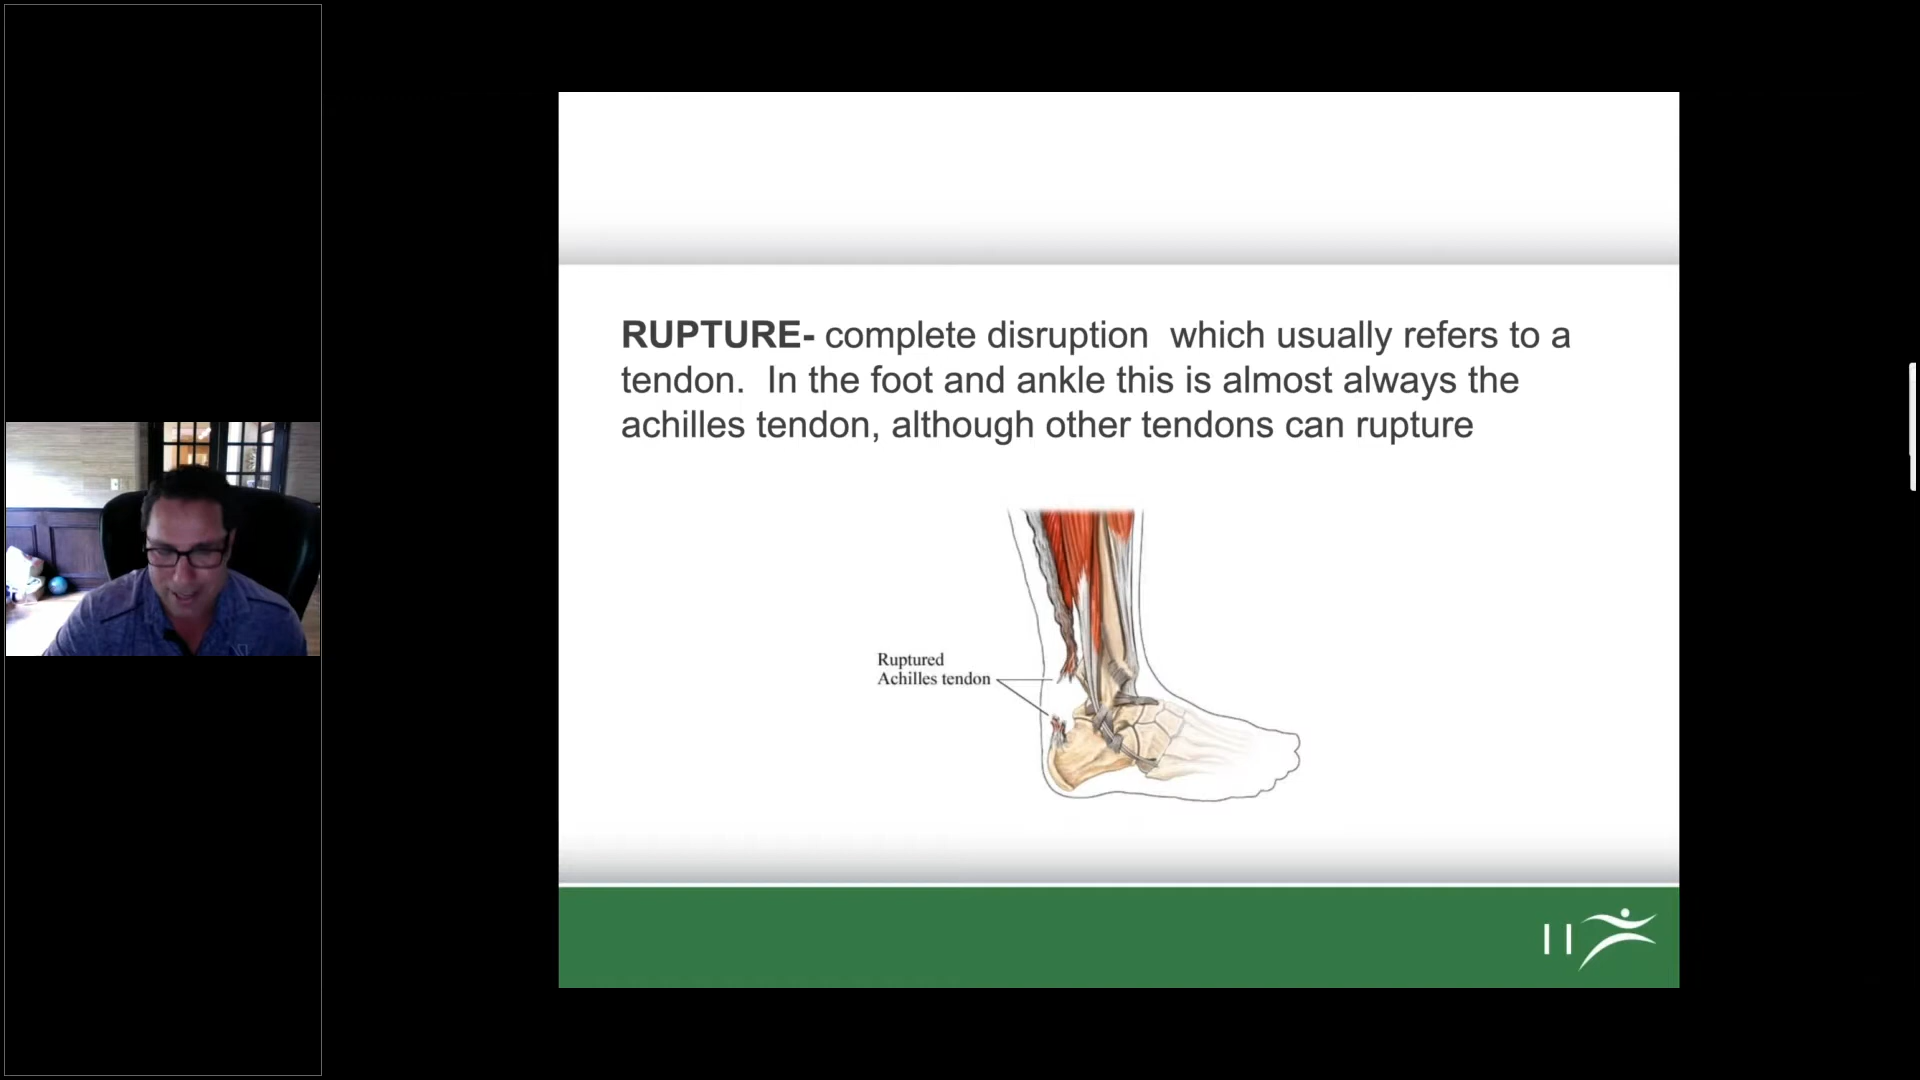 RUPTURE- complete disruption  which usually refers to a
tendon.  In the foot and ankle this is almost always the
achilles tendon, although other tendons can rupture
Ruptured
Achilles tendon